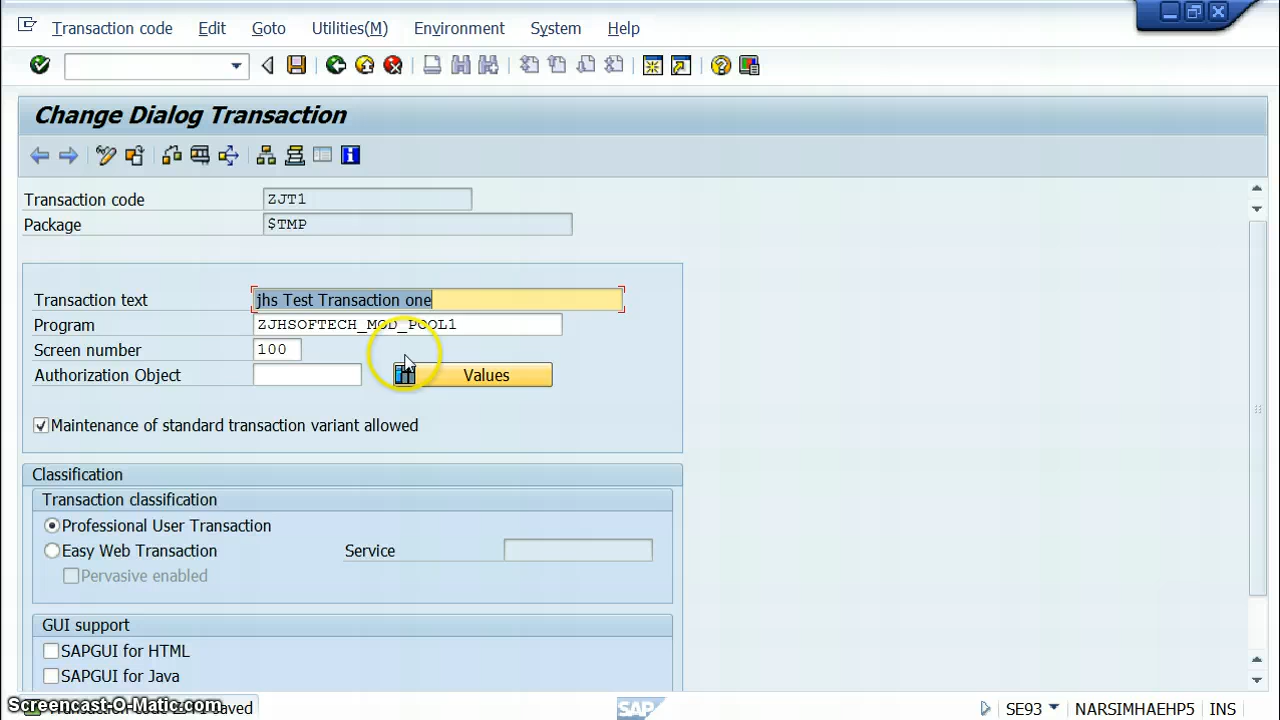 Transcription code Edit Goto Utilities(M) Environment System Help
Change Dialog Transaction
Transaction code ZJT1
Package $TMP
Transaction text jhs Test Transaction one
Program ZJHSOFTECH_MOD_POOL1
Screen number 100
Authorization Object Values
Maintenance of standard transaction variant allowed
Classification
Transaction classification
Professional User Transaction
Easy Web Transaction Service
Pervasive enabled
GUI support
SAPGUI for HTML
SAPGUI for Java
Screencast-O-Matic.com
saved SAP SE93 NARSIMHAEHP5 INS